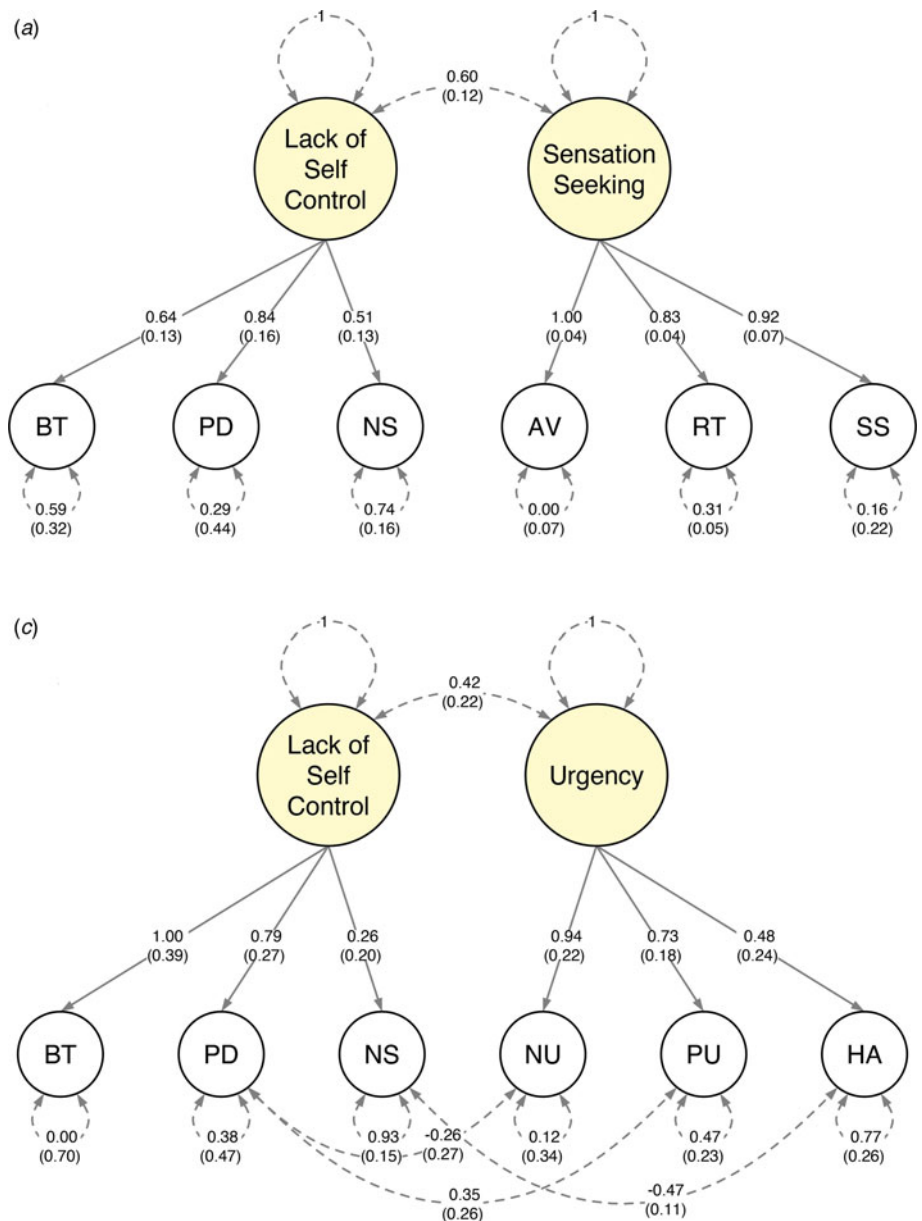 (a)
1
1
0.60
(0.12)
Lack of
Self
Control
Sensation
Seeking
0.64
(0.13)
0.84
(0.16)
0.51
(0.13)
1.00
(0.04)
0.83
(0.04)
0.92
(0.07)
BT
PD
NS
AV
RT
SS
0.59
(0.32)
0.29
(0.44)
0.74
(0.16)
0.00
(0.07)
0.31
(0.05)
0.16
(0.22)
(c)
1
1
0.42
(0.22)
Lack of
Self
Control
Urgency
1.00
(0.39)
0.79
(0.27)
0.26
(0.20)
0.94
(0.22)
0.73
(0.18)
0.48
(0.24)
BT
PD
NS
NU
PU
HA
0.00
(0.70)
0.38
(0.47)
0.93
(0.15)
-0.26
(0.27)
0.12
(0.34)
0.47
(0.23)
0.77
(0.26)
0.35
(0.26)
-0.47
(0.11)